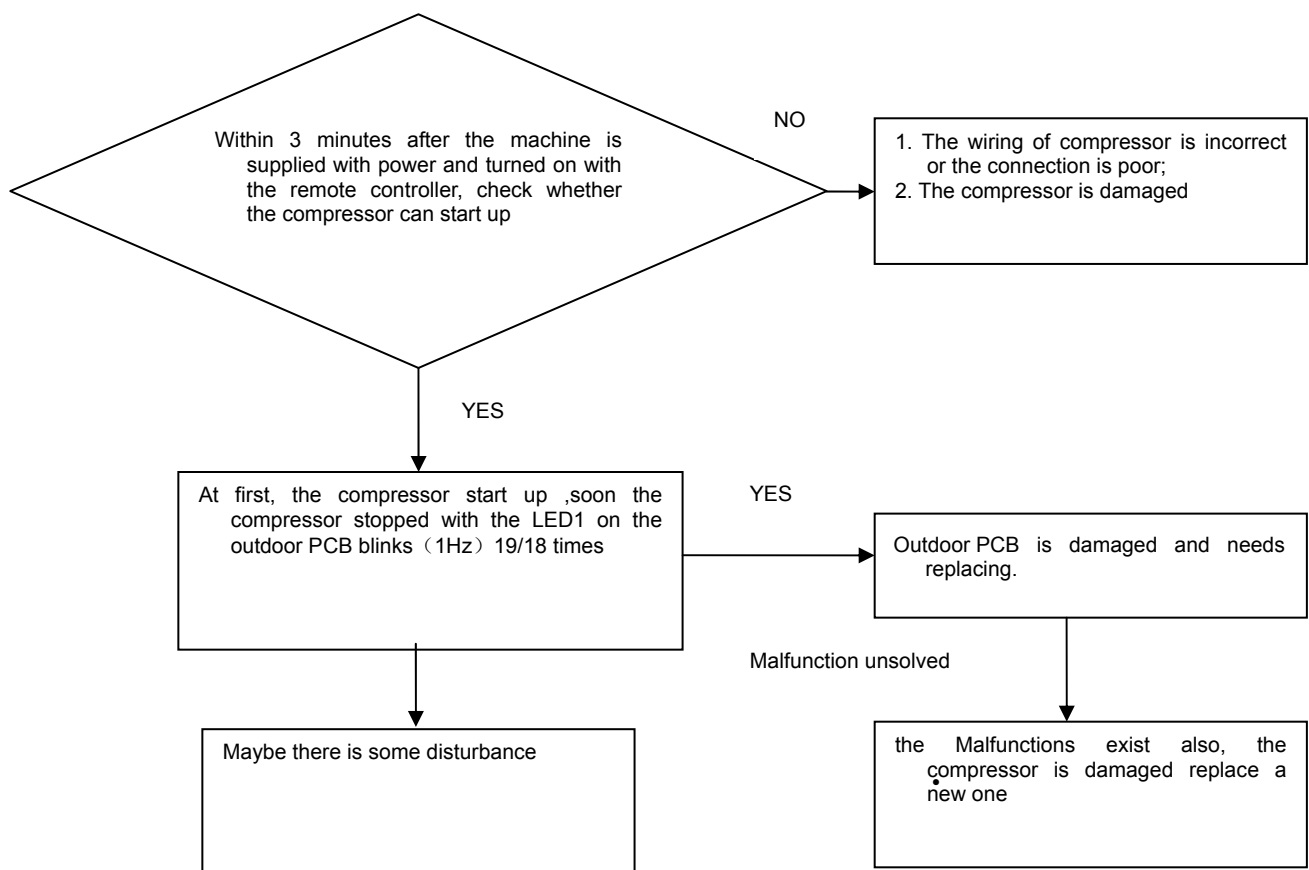 Within 3 minutes after the machine is
supplied with power and turned on with
the remote controller, check whether
the compressor can start up
NO
1. The wiring of compressor is incorrect
or the connection is poor;
2. The compressor is damaged
YES
At first, the compressor start up ,soon the
compressor stopped with the LED1 on the
outdoor PCB blinks（1Hz）19/18 times
YES
Outdoor PCB is damaged and needs
replacing.
Malfunction unsolved
Maybe there is some disturbance
the Malfunctions exist also, the
compressor is damaged replace a
new one